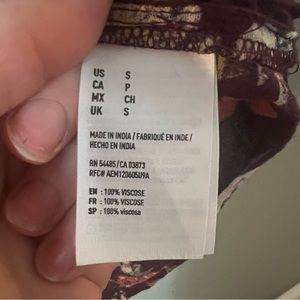 US S
CA P
MX CH
UK S
MADE IN INDIA / FABRIQUÉ EN INDE /
HECHO EN INDIA
RN 54485/CA 03873
RFC# AEM120605U9A
EN : 100% VISCOSE
FR : 100% VISCOSE
SP : 100% viscosa